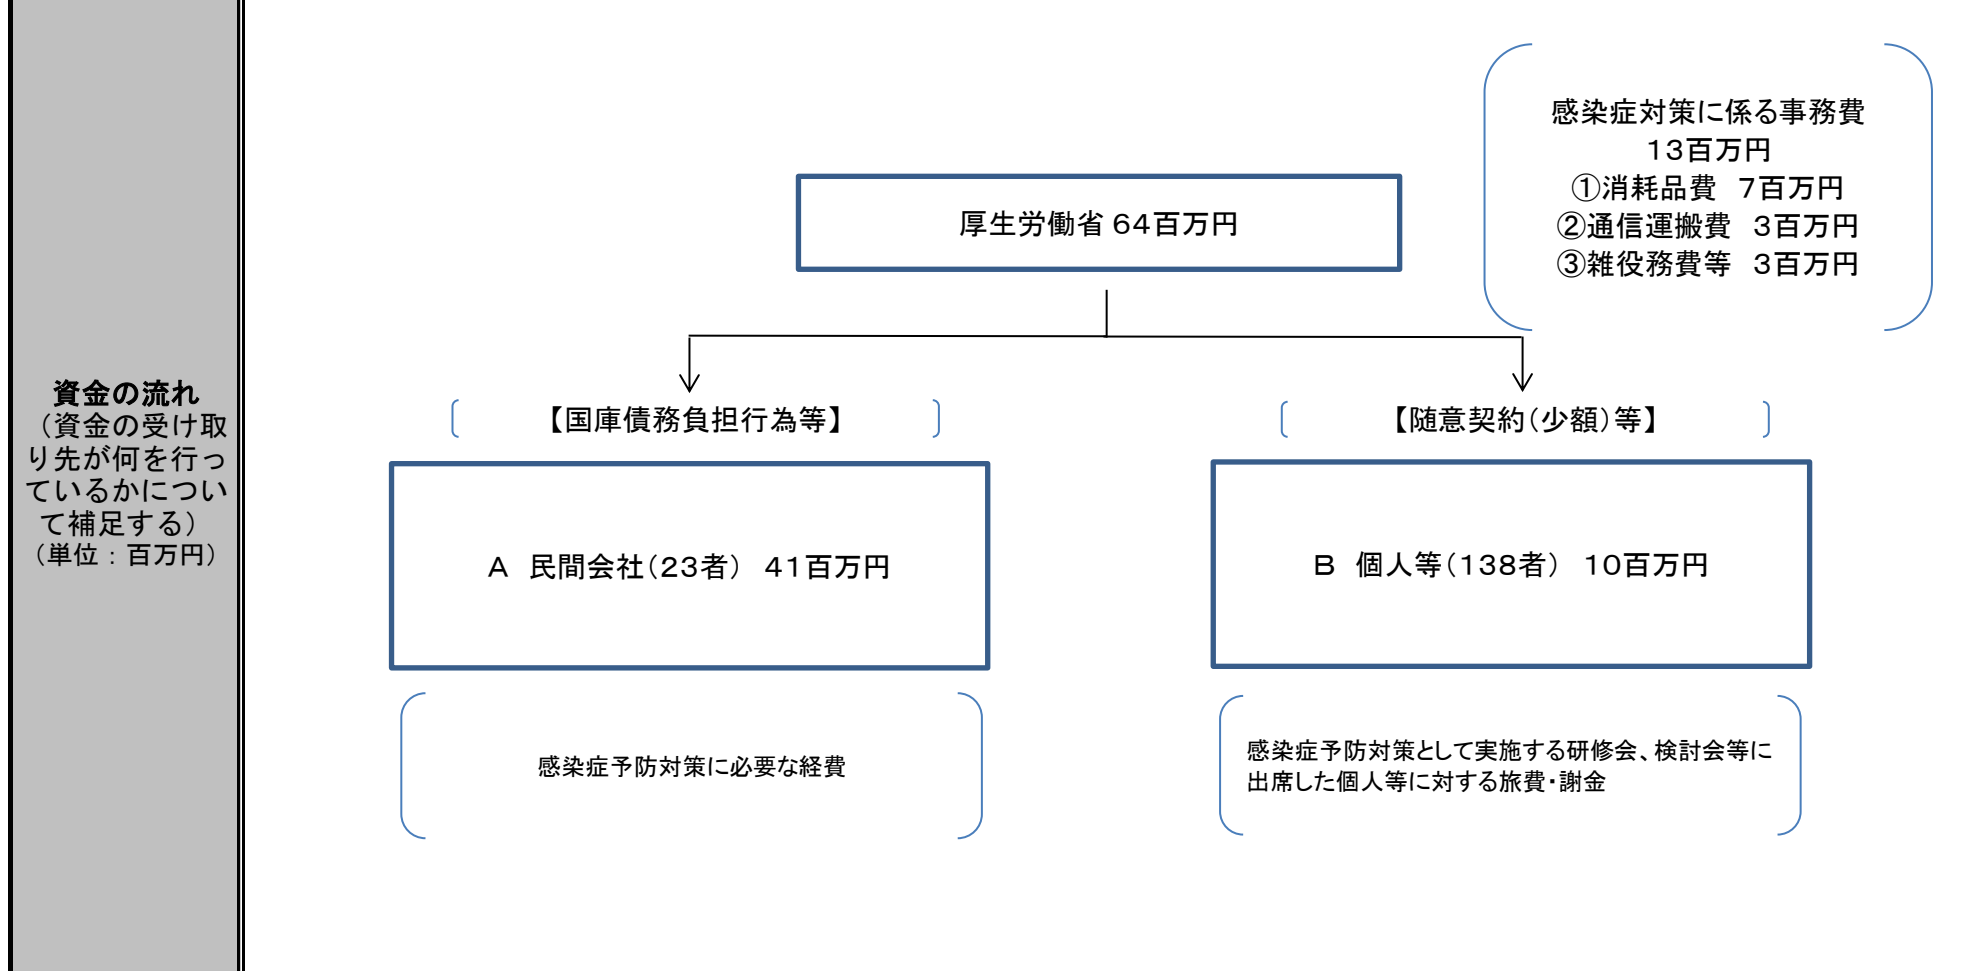 資金の流れ
（資金の受け取
り先が何を行っ
ているかについ
て補足する）
（単位：百万円）
感染症対策に係る事務費
１３百万円
①消耗品費　７百万円
②通信運搬費　３百万円
③雑役務費等　３百万円
厚生労働省 ６４百万円
【国庫債務負担行為等】
【随意契約（少額）等】
Ａ　民間会社（２３者）　４１百万円
Ｂ　個人等（１３８者）　１０百万円
感染症予防対策に必要な経費
感染症予防対策として実施する研修会、検討会等に
出席した個人等に対する旅費・謝金